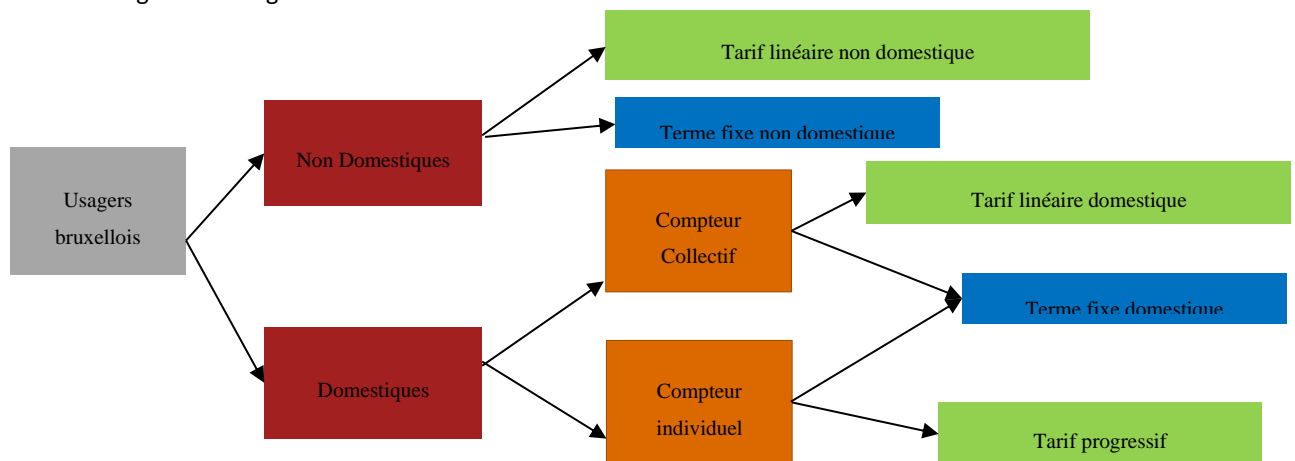 Tarif linéaire non domestique
Terme fixe non domestique
Non Domestiques
Usagers
bruxellois
Compteur
Collectif
Tarif linéaire domestique
Terme fixe domestique
Domestiques
Compteur
individuel
Tarif progressif